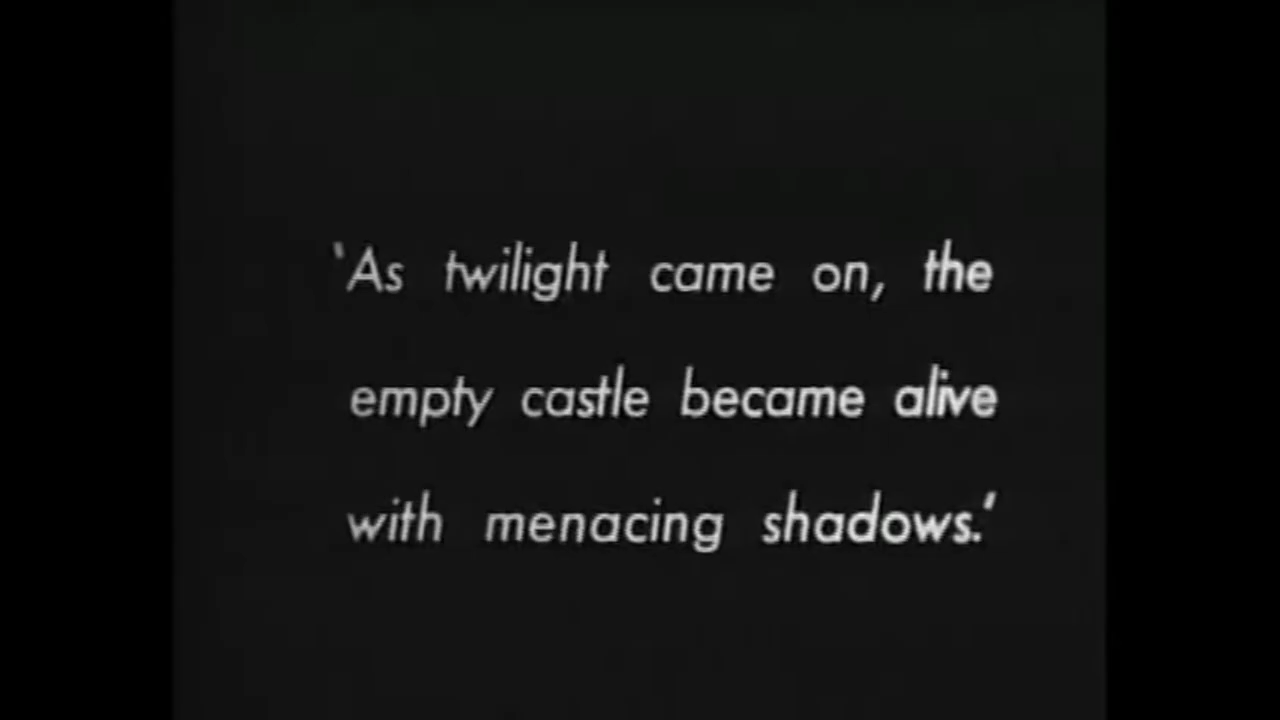 'As twilight came on, the
empty castle became alive
with menacing shadows.'